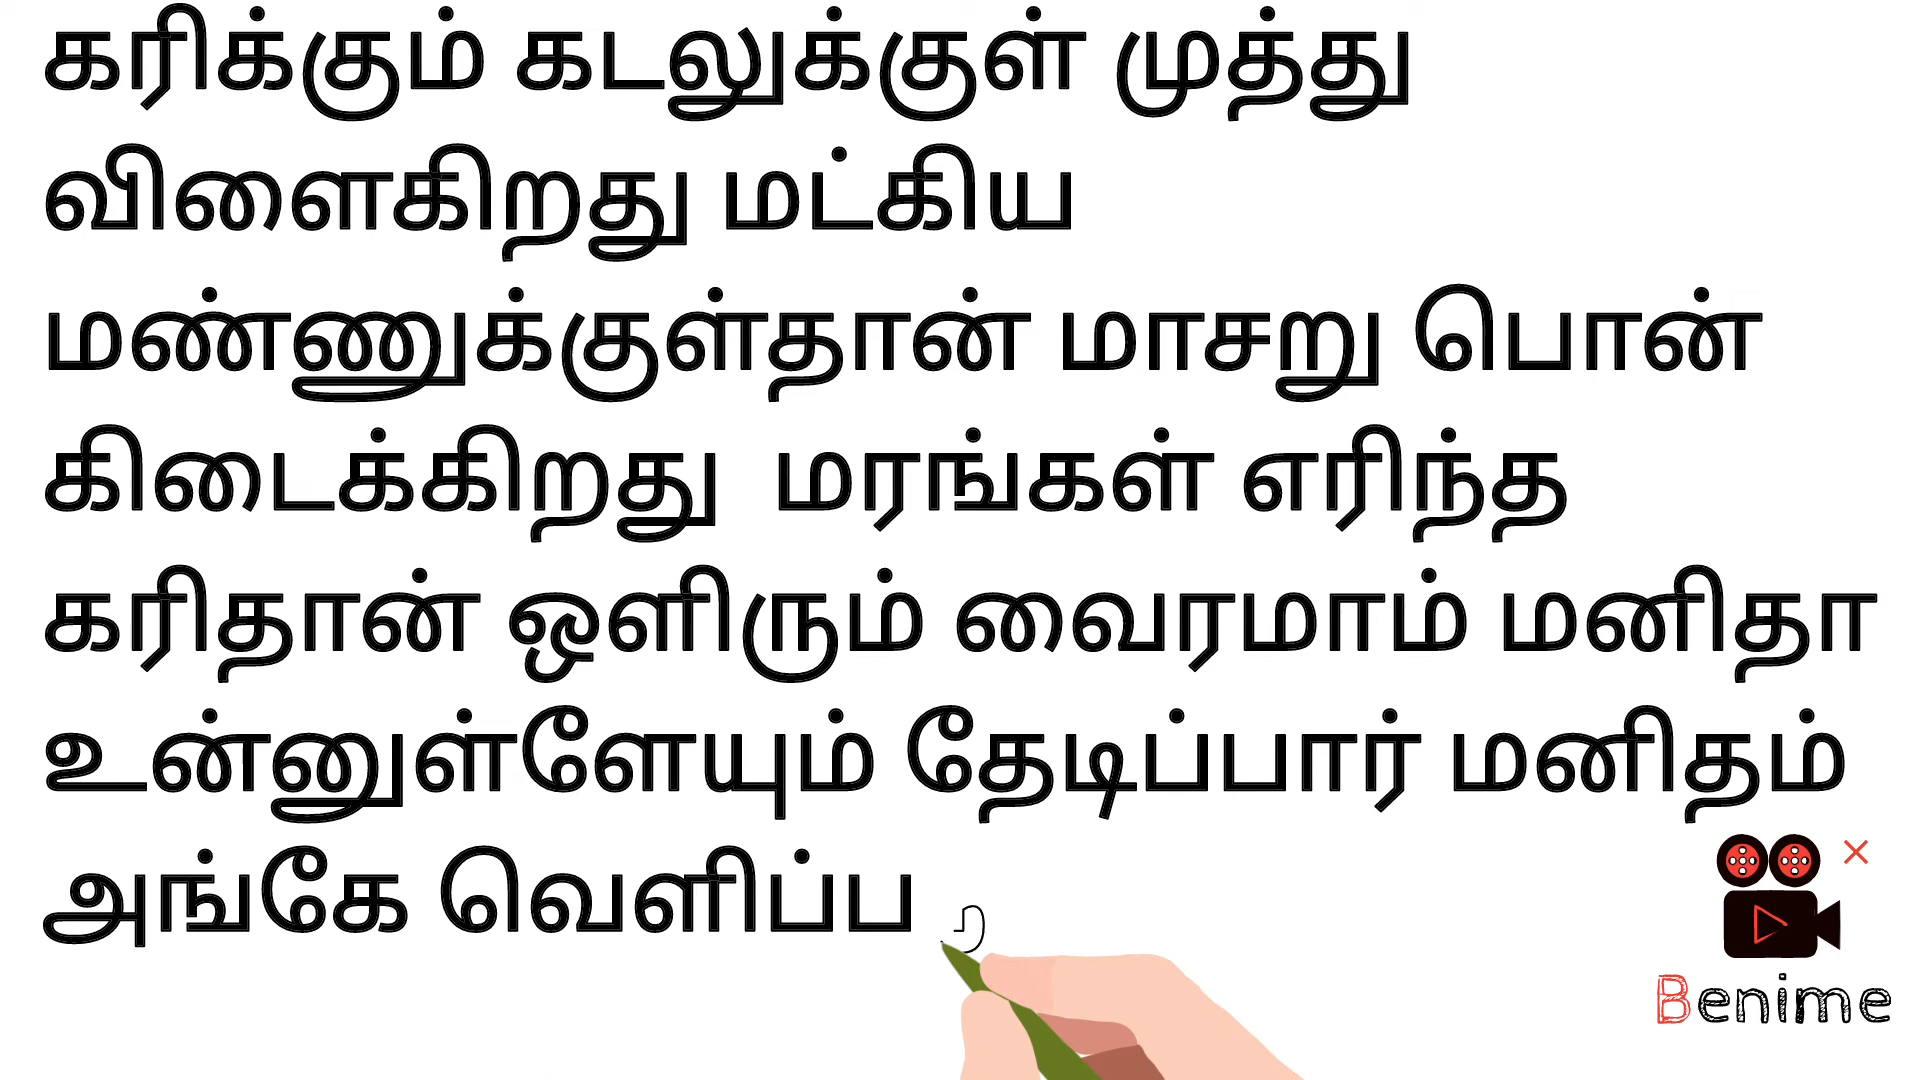 கரிக்கும் கடலுக்குள் முத்து
விளைகிறது மட்கிய
மண்ணுக்குள்தான் மாசறு பொன்
கிடைக்கிறது மரங்கள் எரிந்த
கரிதான் ஒளிரும் வைரமாம் மனிதா
உன்னுள்ளேயும் தேடிப்பார் மனிதம்
அங்கே வெளிப்ப
Benime